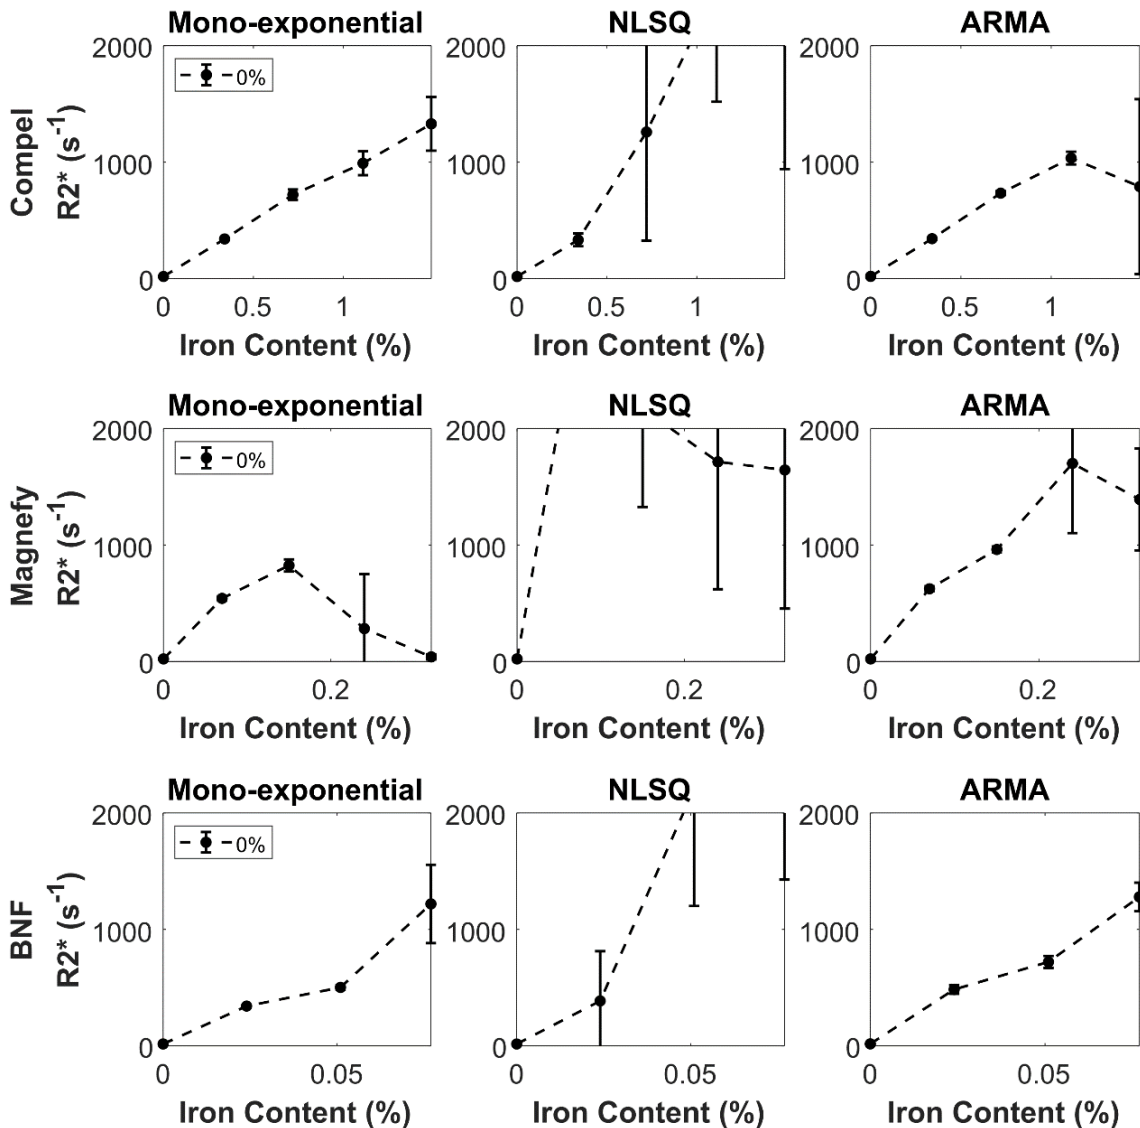 Mono-exponential NLSQ ARMA
Compel
R2* (s-1)
2000 2000 2000
0%
1000 1000 1000
0 0 0
0 0.5 1 0 0.5 1 0 0.5 1
Iron Content (%) Iron Content (%) Iron Content (%)
Mono-exponential NLSQ ARMA
Magnefy
R2* (s-1)
2000 2000 2000
0%
1000 1000 1000
0 0 0
0 0.2 0 0.2 0 0.2
Iron Content (%) Iron Content (%) Iron Content (%)
Mono-exponential NLSQ ARMA
BNF
R2* (s-1)
2000 2000 2000
0%
1000 1000 1000
0 0 0
0 0.05 0 0.05 0 0.05
Iron Content (%) Iron Content (%) Iron Content (%)